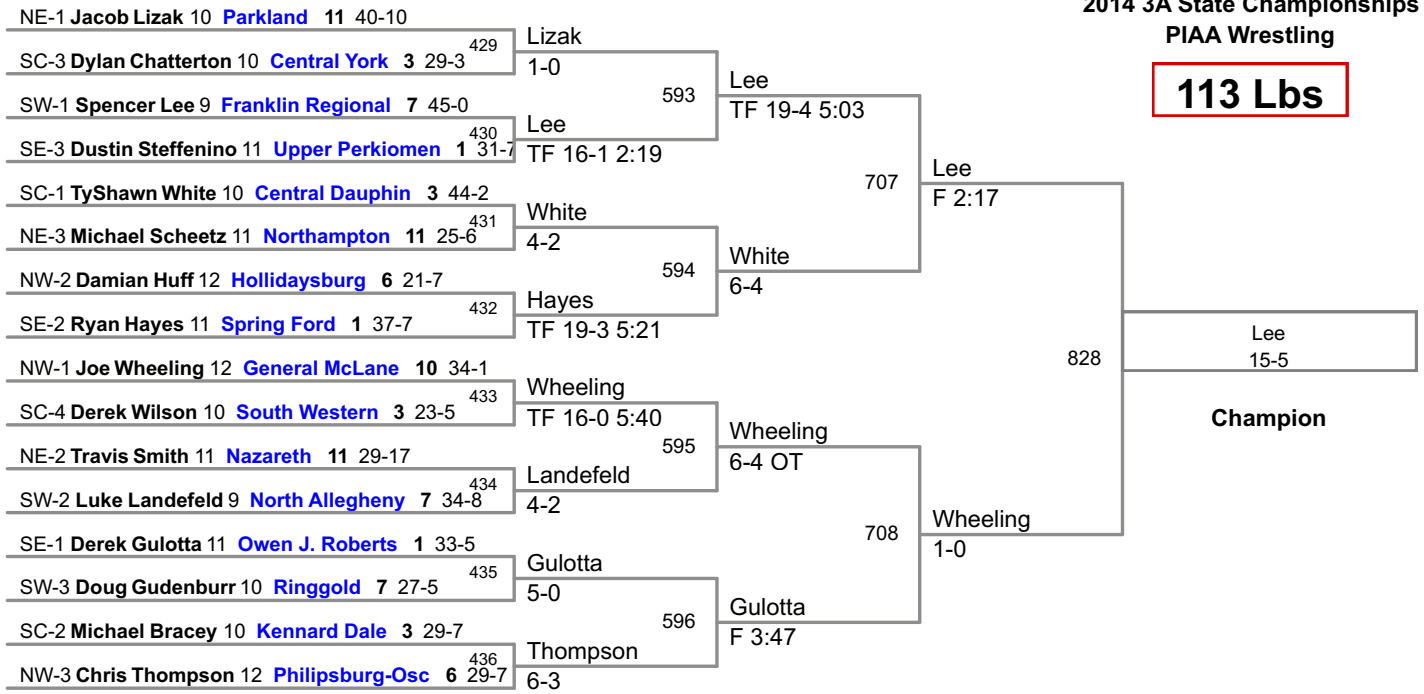 2014 3A State Championships
PIAA Wrestling
113 Lbs
NE-1 Jacob Lizak 10 Parkland 11 40-10
429
SC-3 Dylan Chatterton 10 Central York 3 29-3
Lizak
1-0
SW-1 Spencer Lee 9 Franklin Regional 7 45-0
430
SE-3 Dustin Steffenino 11 Upper Perkiomen 1 31-7
Lee
TF 16-1 2:19
593
Lee
TF 19-4 5:03
SC-1 TyShawn White 10 Central Dauphin 3 44-2
431
NE-3 Michael Scheetz 11 Northampton 11 25-6
White
4-2
NW-2 Damian Huff 12 Hollidaysburg 6 21-7
432
SE-2 Ryan Hayes 11 Spring Ford 1 37-7
Hayes
TF 19-3 5:21
594
White
6-4
707
Lee
F 2:17
NW-1 Joe Wheeling 12 General McLane 10 34-1
433
SC-4 Derek Wilson 10 South Western 3 23-5
Wheeling
TF 16-0 5:40
NE-2 Travis Smith 11 Nazareth 11 29-17
434
SW-2 Luke Landefeld 9 North Allegheny 7 34-8
Landefeld
4-2
595
Wheeling
6-4 OT
SE-1 Derek Gulotta 11 Owen J. Roberts 1 33-5
435
SW-3 Doug Gudenburr 10 Ringgold 7 27-5
Gulotta
5-0
SC-2 Michael Bracey 10 Kennard Dale 3 29-7
436
NW-3 Chris Thompson 12 Philipsburg-Osc 6 29-7
Thompson
6-3
596
Gulotta
F 3:47
708
Wheeling
1-0
828
Lee
15-5
Champion